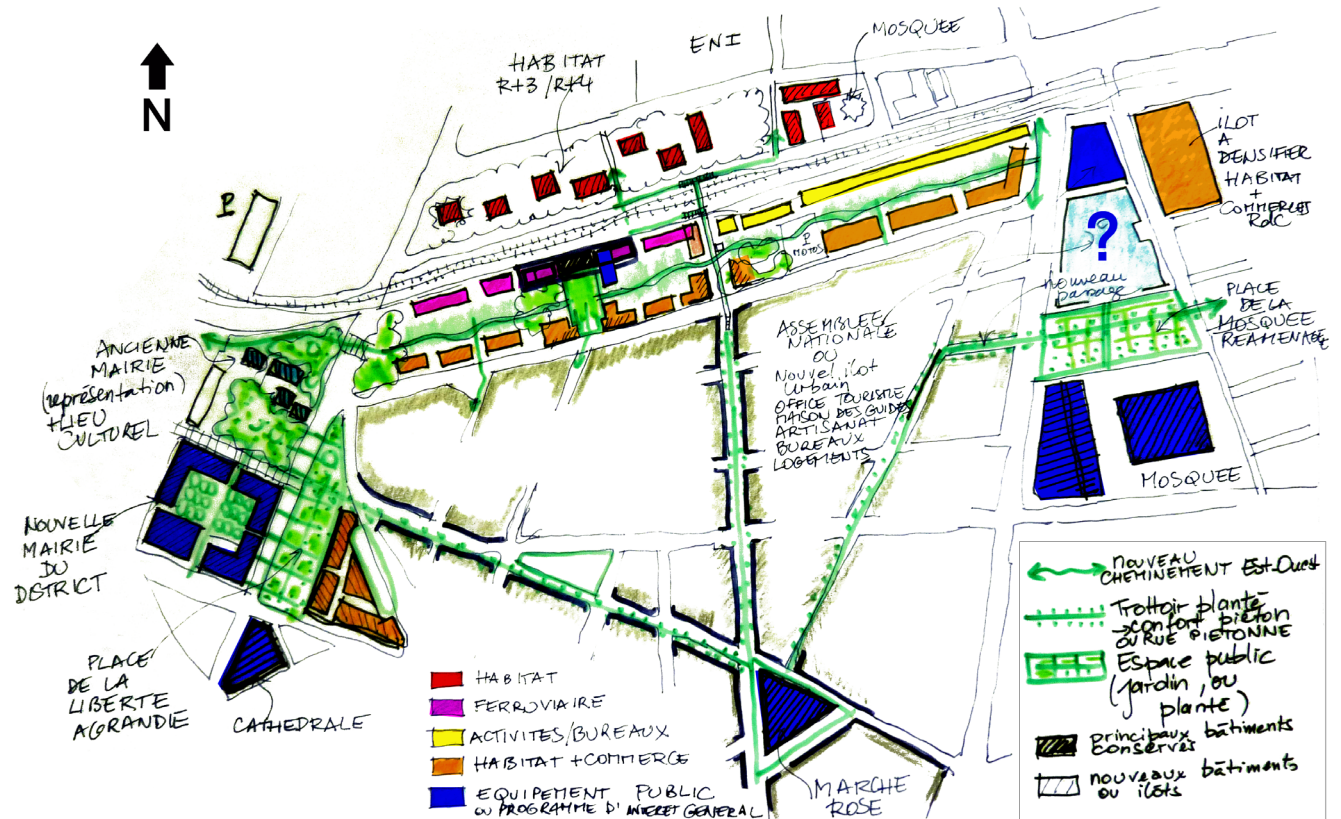 N
HABITAT
R+3/R+4
ENI
MOSQUEE
P
ILOT
A
DENSIFIER
HABITAT
+
COMMERCES
RDC
?
nouveau
passage
PLACE
DE LA
MOSQUEE
REAMENAGEE
P
MOTOS
ANCIENNE
MAIRIE
(représentation)
+LIEU
CULTUREL
ASSEMBLEE
NATIONALE
OU
Nouvel ilot
urbain
OFFICE TOURISTE
MAISON DES GUIDES
ARTISANAT
BUREAUX
LOGEMENTS
MOSQUEE
NOUVELLE
MAIRIE
DU
DISTRICT
PLACE
DE LA
LIBERTE
AGRANDIE
CATHEDRALE
MARCHE
ROSE
HABITAT
FERROVIAIRE
ACTIVITES/BUREAUX
HABITAT +COMMERCE
EQUIPEMENT PUBLIC
OU PROGRAMME D'INTERET GENERAL
nouveau
CHEMINEMENT Est-Ouest
Trottoir planté
→confort piéton
OU RUE PIETONNE
Espace public
(jardin, ou
planté)
principaux bâtiments
conservés
nouveaux bâtiments
ou ilots